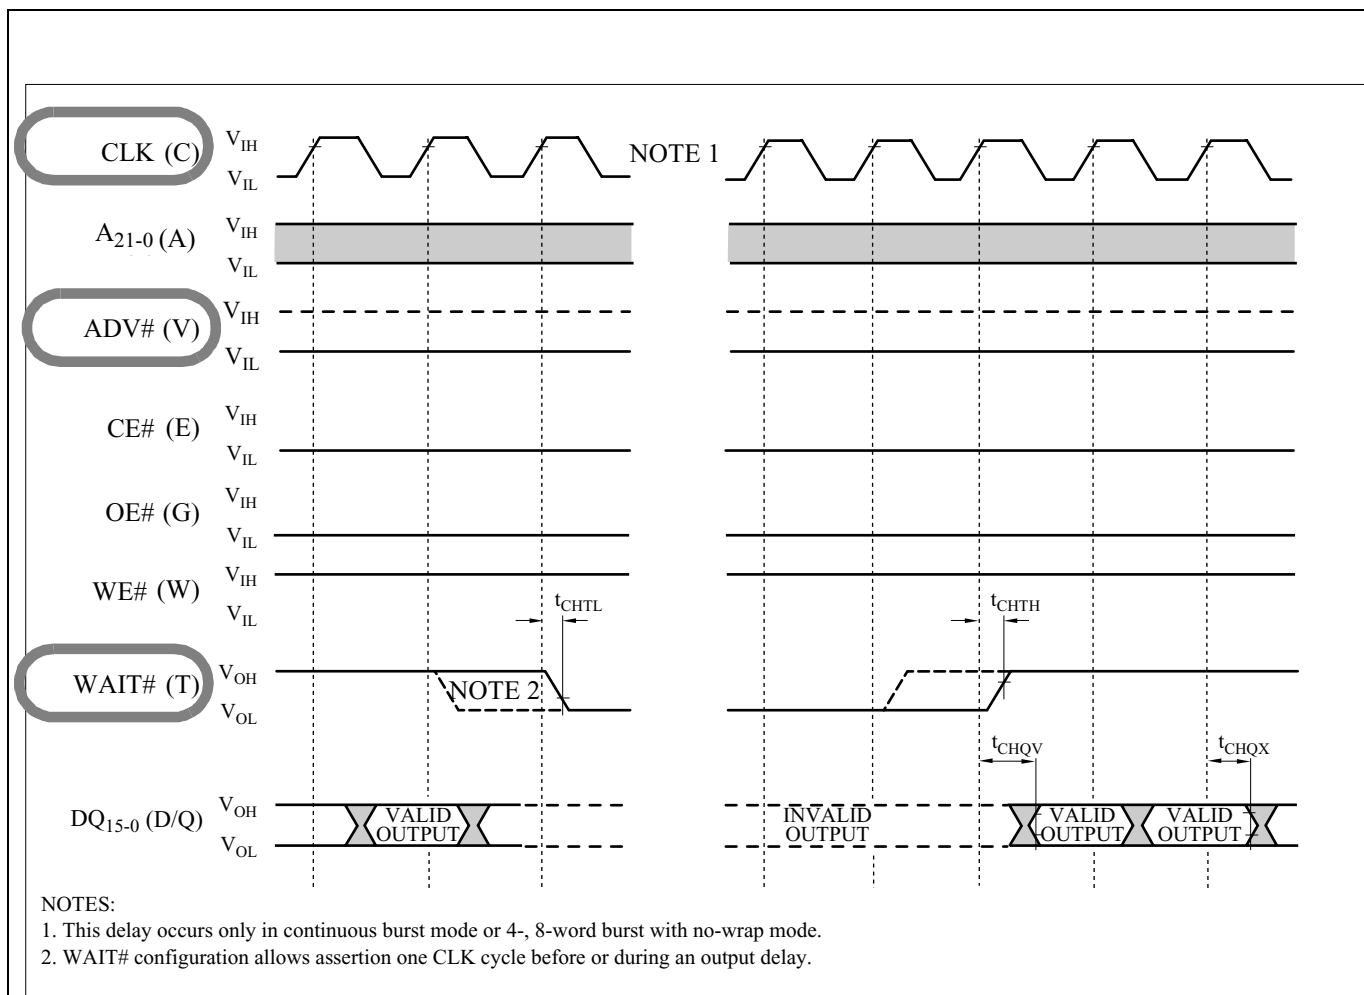 CLK (C) V_IH V_IL NOTE 1
A_21-0 (A) V_IH V_IL
ADV# (V) V_IH V_IL
CE# (E) V_IH V_IL
OE# (G) V_IH V_IL
WE# (W) V_IH V_IL
t_CHTL t_CHTH
WAIT# (T) V_OH V_OL NOTE 2
t_CHQV t_CHQX
DQ_15-0 (D/Q) V_OH V_OL
VALID
OUTPUT
INVALID
OUTPUT
VALID
OUTPUT
VALID
OUTPUT
NOTES:
1. This delay occurs only in continuous burst mode or 4-, 8-word burst with no-wrap mode.
2. WAIT# configuration allows assertion one CLK cycle before or during an output delay.